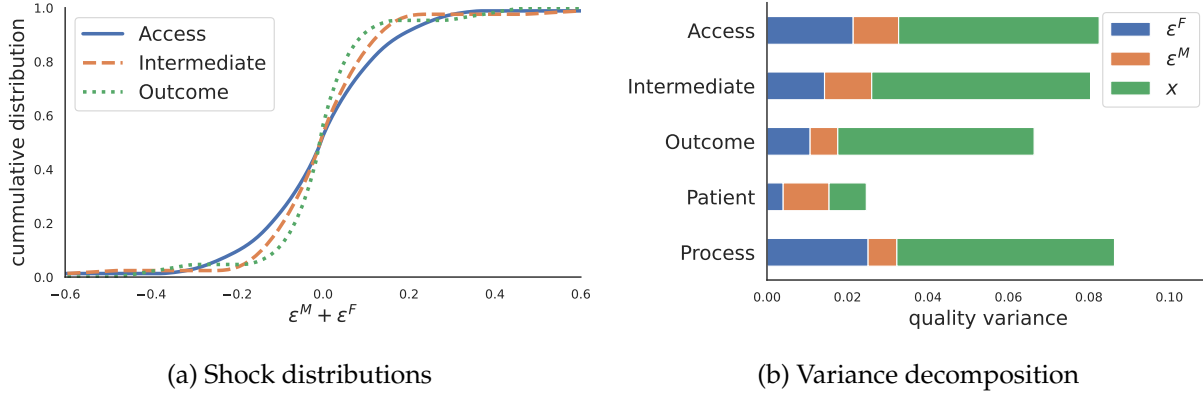 cummulative distribution
1.0
0.8
0.6
0.4
0.2
0.0
Access
Intermediate
Outcome
−0.6 −0.4 −0.2 0.0 0.2 0.4 0.6
ε^M + ε^F
(a) Shock distributions
Access
Intermediate
Outcome
Patient
Process
ε^F
ε^M
x
0.00 0.02 0.04 0.06 0.08 0.10
quality variance
(b) Variance decomposition